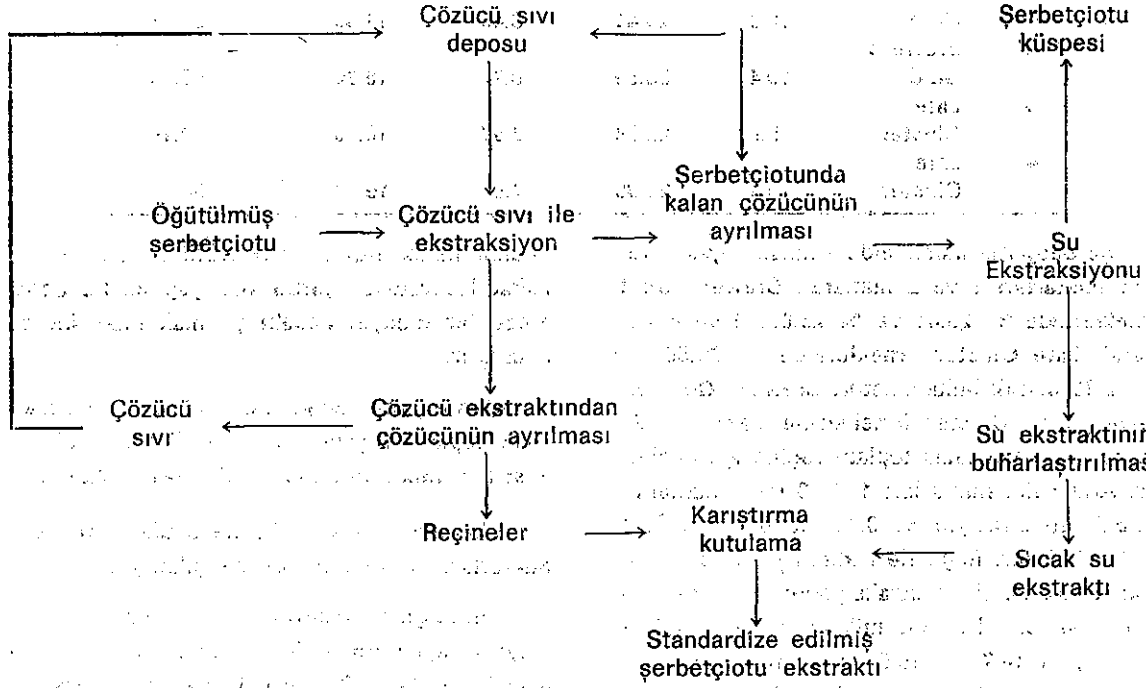 Çözücü sıvı
deposu
Şerbetçiotu
küspesi
Öğütülmüş
şerbetçiotu
Çözücü sıvı ile
ekstraksiyon
Şerbetçiotunda
kalan çözücünün
ayrılması
Su
Ekstraksiyonu
Çözücü
sıvı
Çözücü ekstraktından
çözücünün ayrılması
Su ekstraktının
buharlaştırılmas
Reçineler
Karıştırma
kutulama
Sıcak su
ekstraktı
Standardize edilmiş
şerbetçiotu ekstraktı